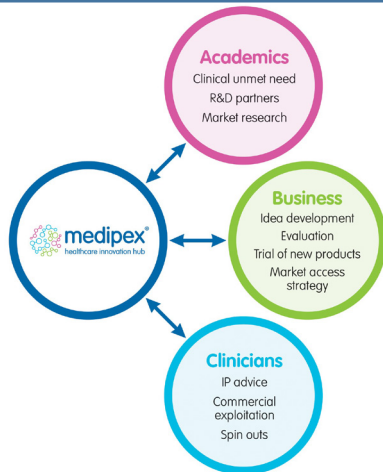 Academics
Clinical unmet need
R&D partners
Market research
medipex®
healthcare innovation hub
Business
Idea development
Evaluation
Trial of new products
Market access
strategy
Clinicians
IP advice
Commercial
exploitation
Spin outs